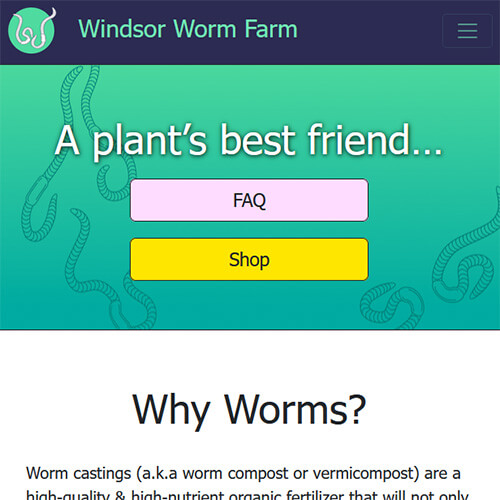 Windsor Worm Farm
A plant’s best friend…
FAQ
Shop
Why Worms?
Worm castings (a.k.a worm compost or vermicompost) are a
high-quality & high-nutrient organic fertilizer that will not only